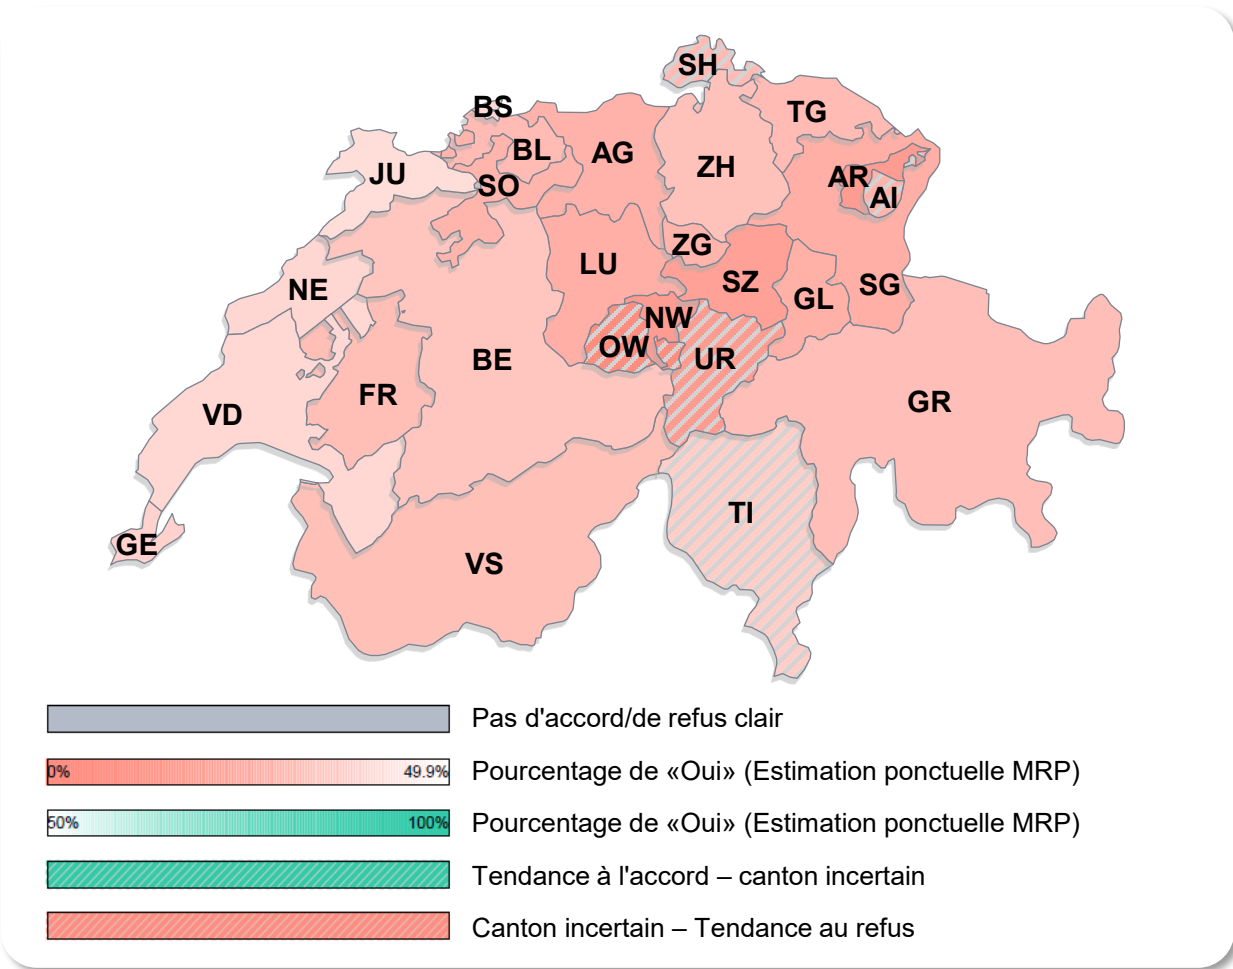 SH
BS
TG
BL
AG
ZH
JU
AR
SO
AI
ZG
LU
SZ
SG
NE
GL
NW
OW
UR
BE
FR
GR
VD
TI
GE
VS
Pas d'accord/de refus clair
0% 49.9% Pourcentage de «Oui» (Estimation ponctuelle MRP)
50% 100% Pourcentage de «Oui» (Estimation ponctuelle MRP)
Tendance à l'accord – canton incertain
Canton incertain – Tendance au refus